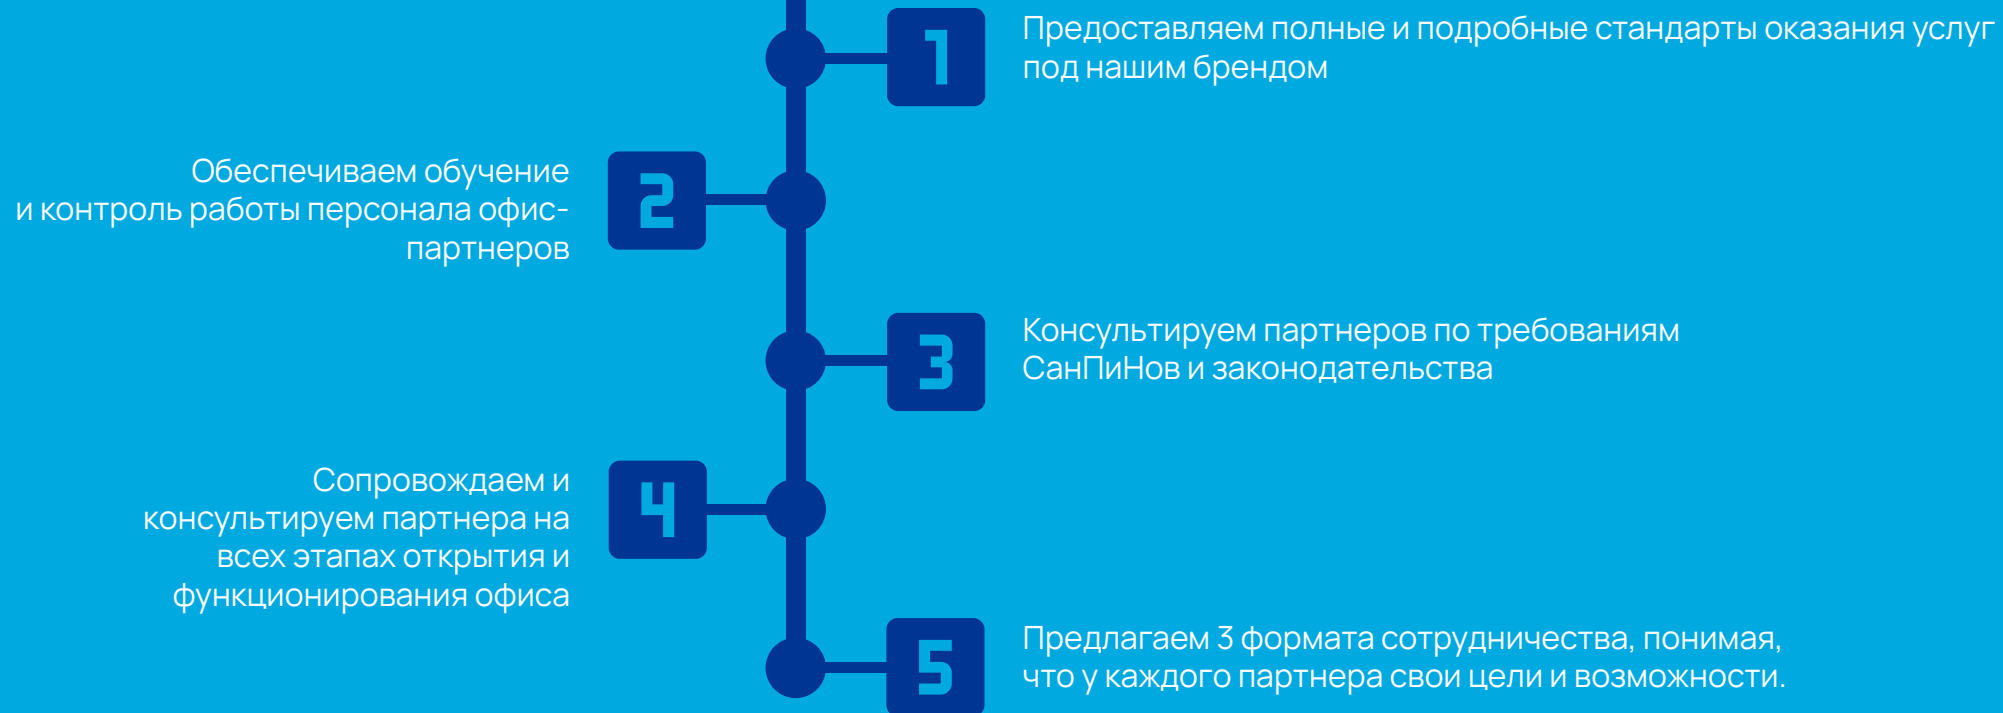 1
Предоставляем полные и подробные стандарты оказания услуг
под нашим брендом
2
Обеспечиваем обучение
и контроль работы персонала офис-
партнеров
3
Консультируем партнеров по требованиям
СанПиНов и законодательства
4
Сопровождаем и
консультируем партнера на
всех этапах открытия и
функционирования офиса
5
Предлагаем 3 формата сотрудничества, понимая,
что у каждого партнера свои цели и возможности.